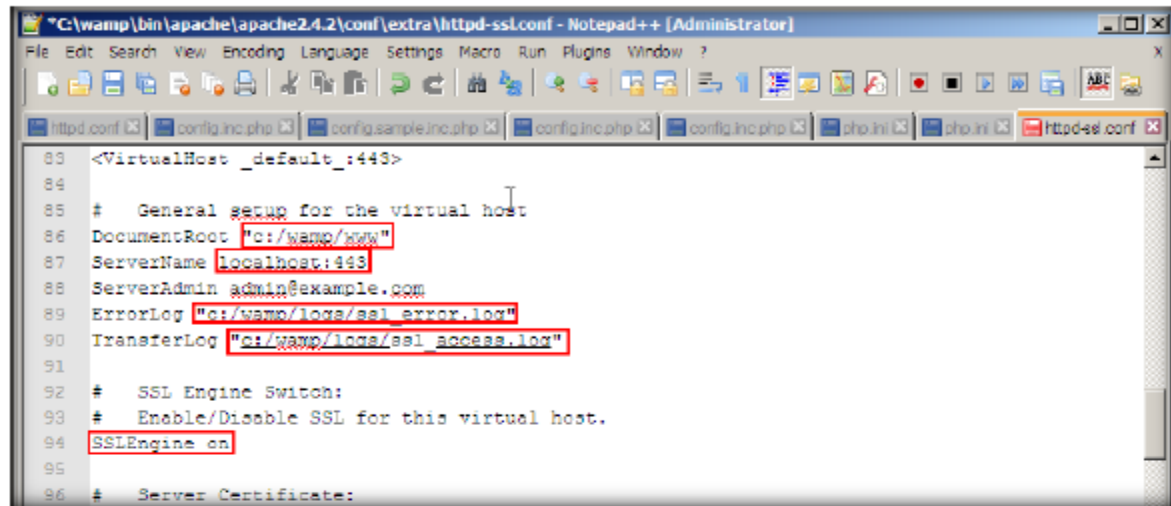 *C:\wamp\bin\apache\apache2.4.2\conf\extra\httpd-ssl.conf - Notepad++ [Administrator]
File Edit Search View Encoding Language Settings Macro Run Plugins Window ? X
ABC
httpd.conf config.inc.php config.sample.inc.php config.inc.php config.inc.php php.ini php.ini httpd-ssl.conf
83 <VirtualHost _default_:443>
84
85 # General setup for the virtual host
86 DocumentRoot "c:/wamp/www"
87 ServerName localhost:443
88 ServerAdmin admin@example.com
89 ErrorLog "c:/wamp/logs/ssl_error.log"
90 TransferLog "c:/wamp/logs/ssl_access.log"
91
92 # SSL Engine Switch:
93 # Enable/Disable SSL for this virtual host.
94 SSLEngine on
95
96 # Server Certificate: